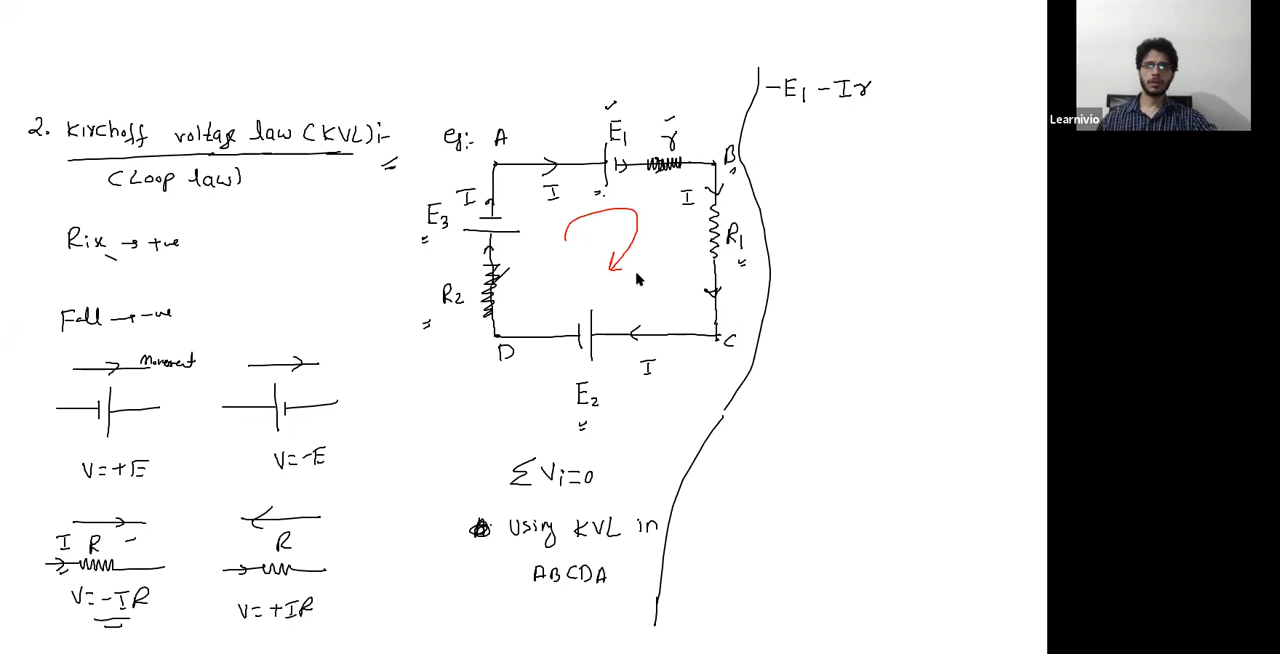 2. Kirchoff voltage law (KVL):-
(Loop law)
Rise → +ve
Fall → -ve
Movement
V=+E
V=-E
I R
V=-IR
R
V=+IR
Eg:- A
E1
r
B
I
I
I
E3
R1
R2
D
C
I
E2
ΣVi=0
Using KVL in
ABCDA
-E1 -Ir
Learnivio